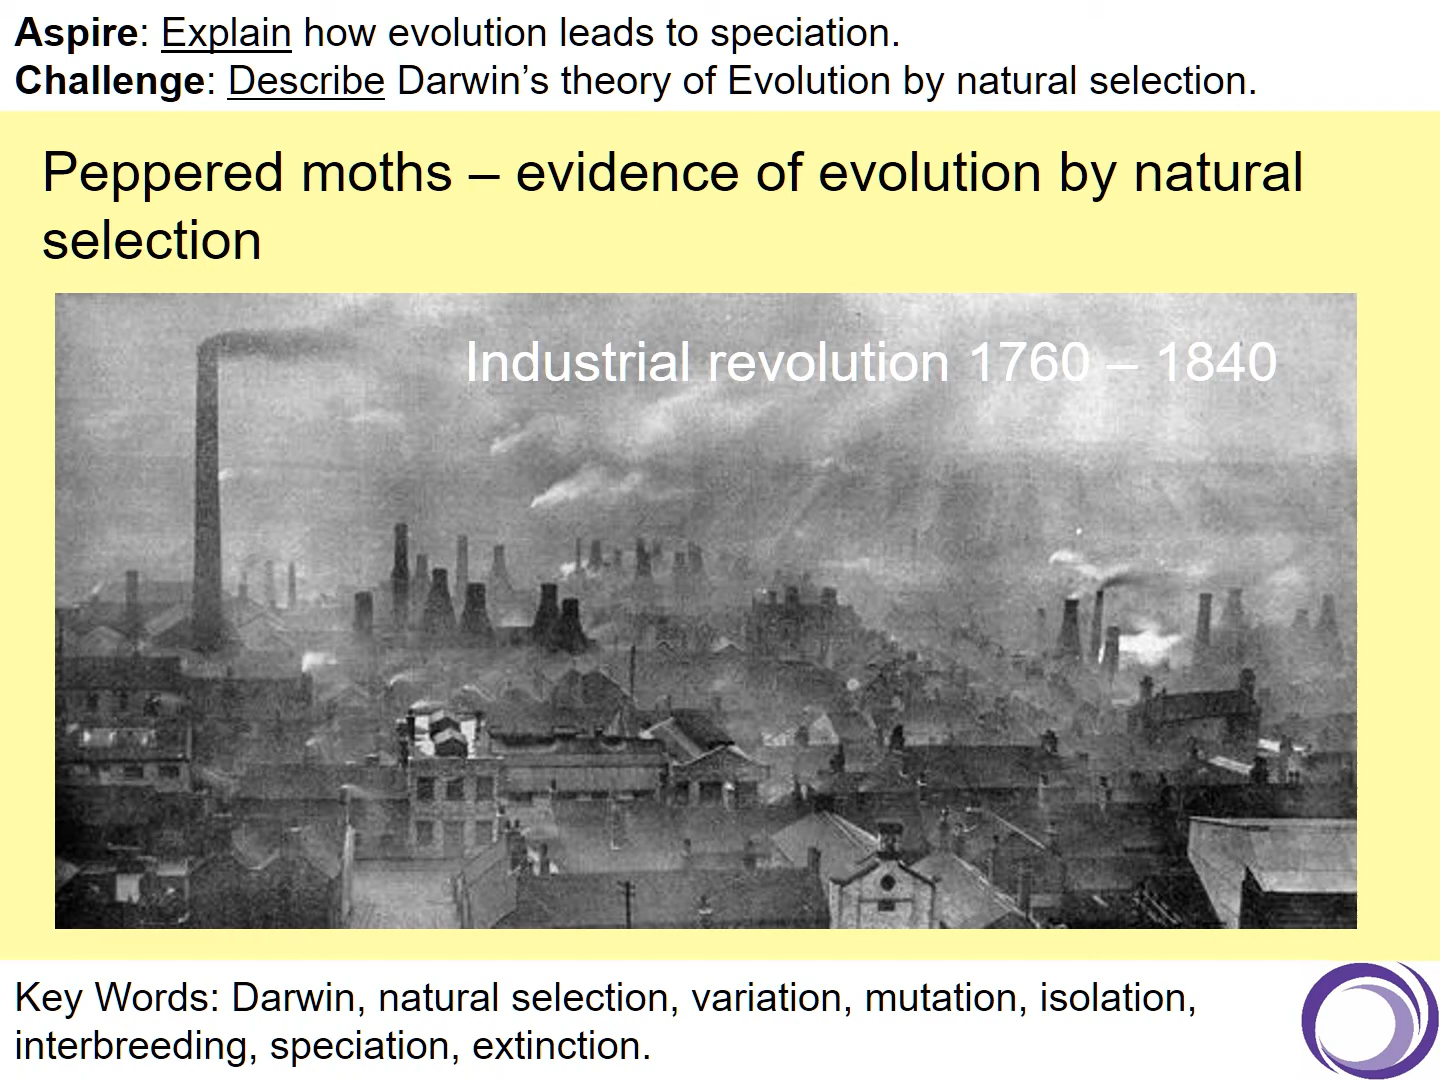 Aspire: Explain how evolution leads to speciation.
Challenge: Describe Darwin’s theory of Evolution by natural selection.
Peppered moths – evidence of evolution by natural
selection
Industrial revolution 1760 – 1840
Key Words: Darwin, natural selection, variation, mutation, isolation,
interbreeding, speciation, extinction.